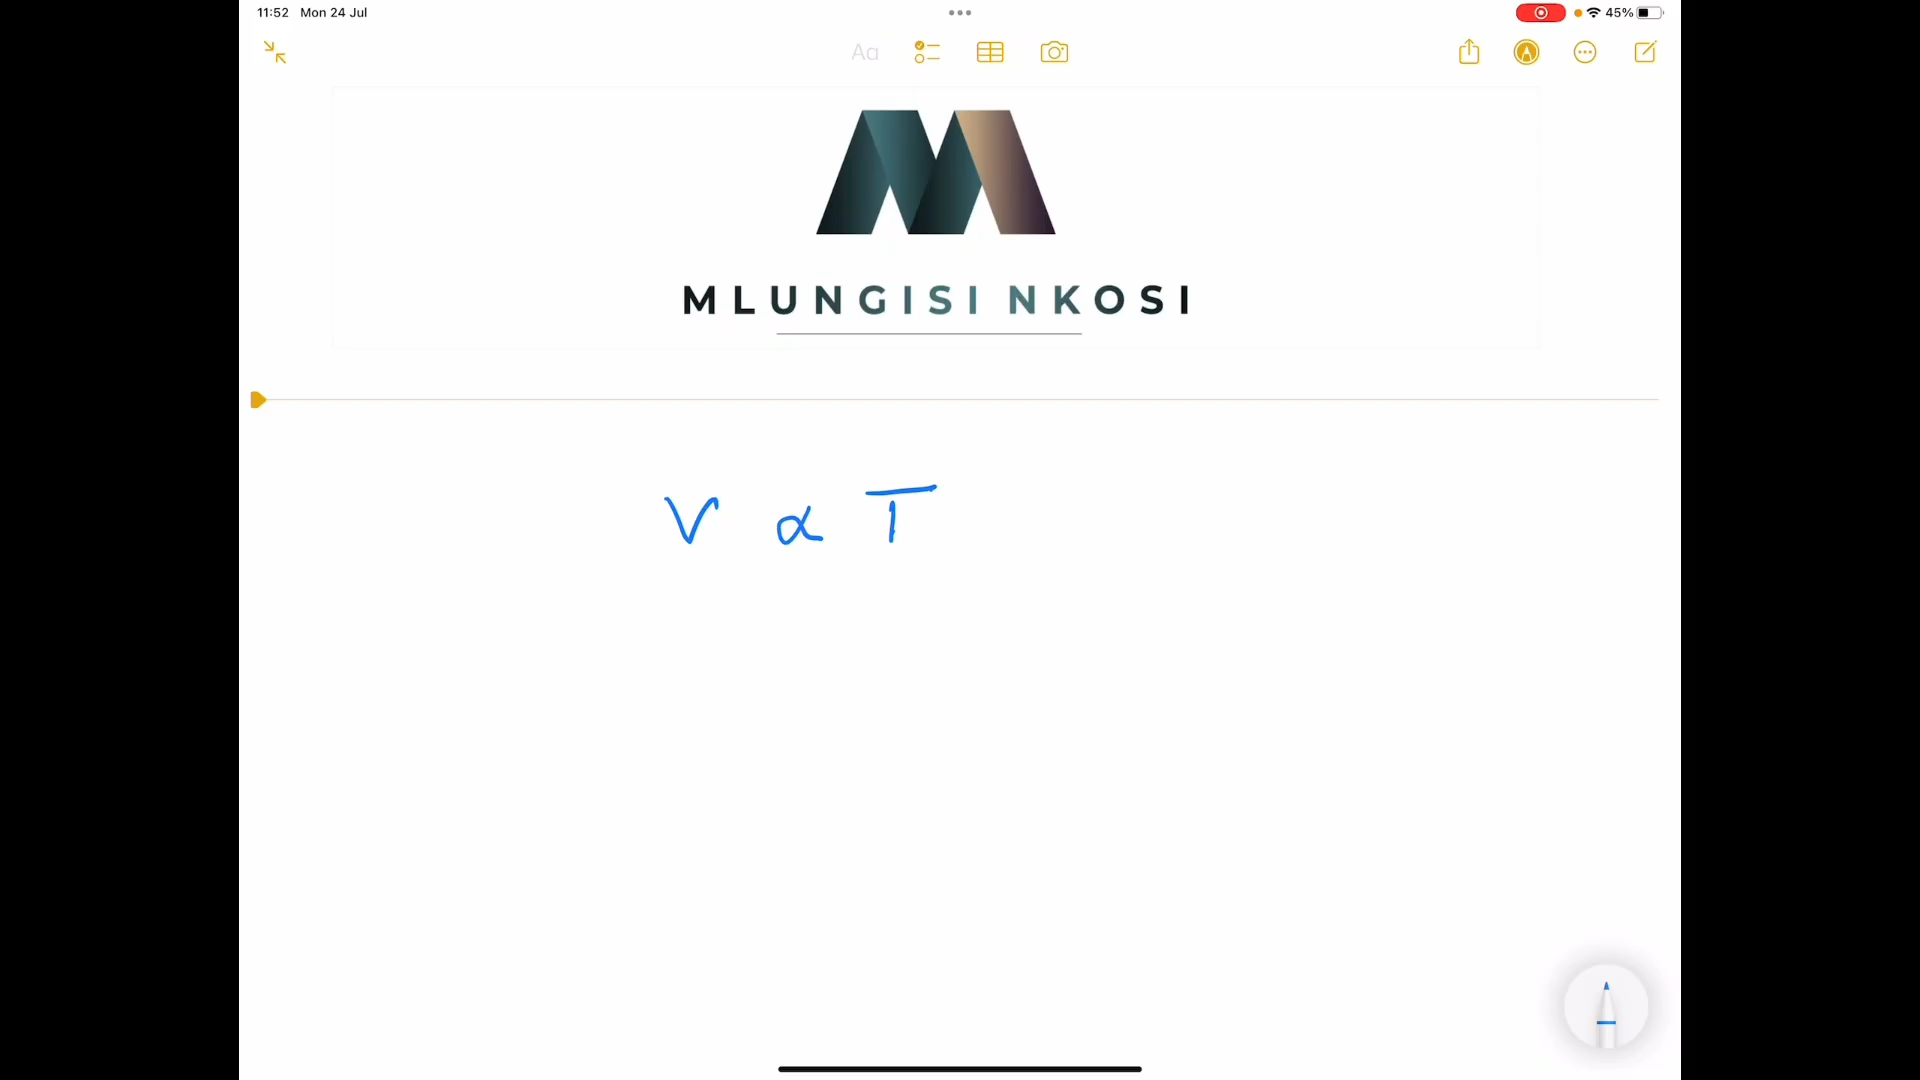 11:52 Mon 24 Jul 45%
Aa
MLUNGISI NKOSI
V ∝ T